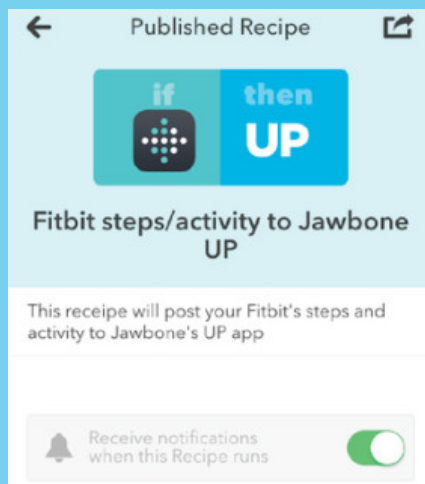 Published Recipe
if then
UP
Fitbit steps/activity to Jawbone
UP
This receipe will post your Fitbit's steps and
activity to Jawbone's UP app
Receive notifications
when this Recipe runs